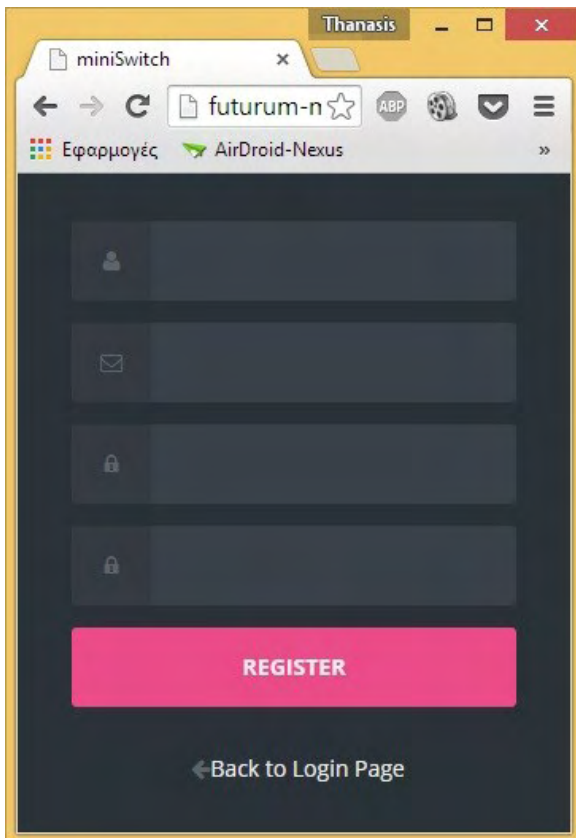 Thanasis
miniSwitch
futurum-n
ABP
Εφαρμογές AirDroid-Nexus »
REGISTER
Back to Login Page